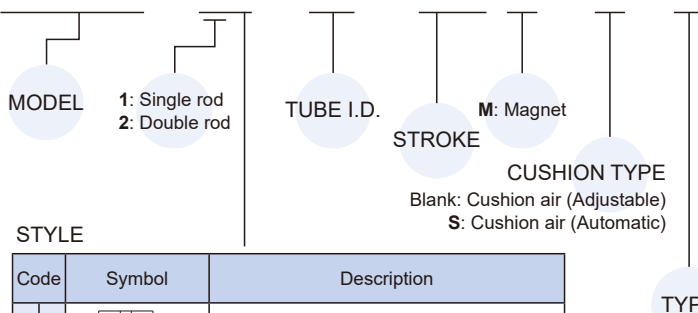 MODEL
1: Single rod
2: Double rod
TUBE I.D.
STROKE
M: Magnet
CUSHION TYPE
Blank: Cushion air (Adjustable)
S: Cushion air (Automatic)
STYLE
Code Symbol Description
TYP